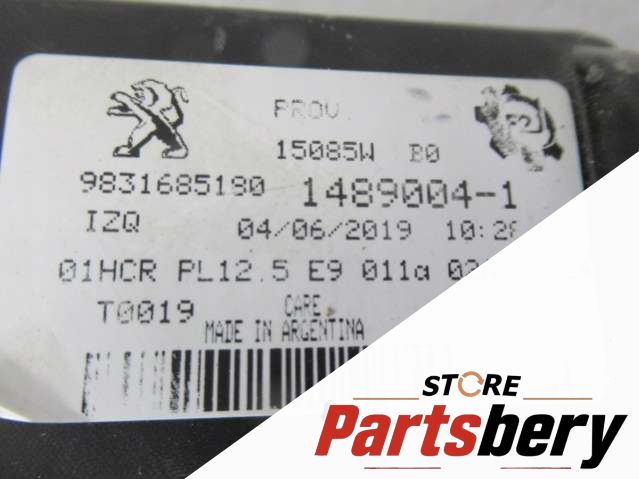 PROV.
15085W B0
9831685180 1489004-1
IZQ 04/06/2019 10:28
01HCR PL12.5 E9 011a
T0019 CARE
MADE IN ARGENTINA
STORE
Partsbery